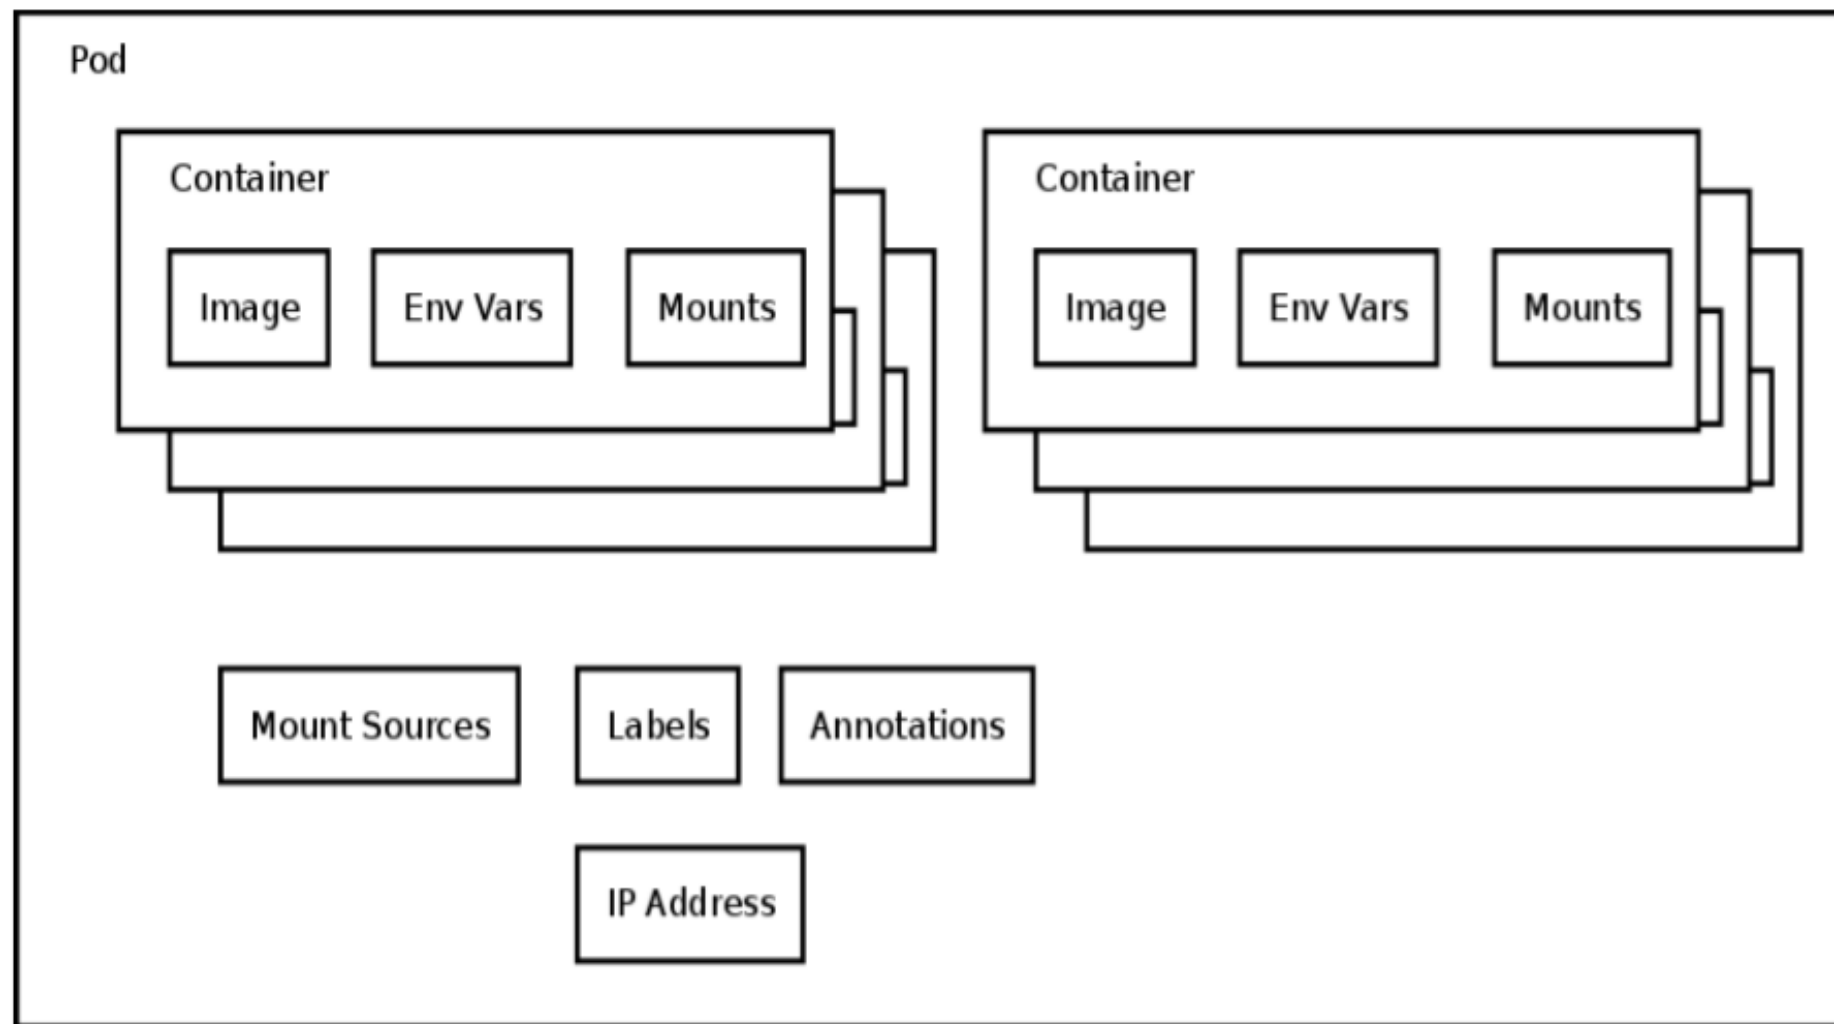 Pod
Container
Image Env Vars Mounts
Container
Image Env Vars Mounts
Mount Sources Labels Annotations
IP Address